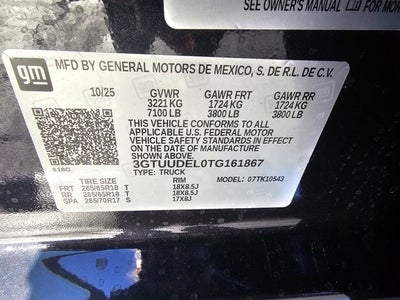 SEE OWNER'S MANUAL
FOR MORE
gm
MFD BY GENERAL MOTORS DE MEXICO, S. DE R.L. DE C.V.
10/25 GVWR GAWR FRT GAWR RR
3221 KG 1724 KG 1724 KG
7100 LB 3800 LB 3800 LB
THIS VEHICLE CONFORMS TO ALL
APPLICABLE U.S. FEDERAL MOTOR
VEHICLE SAFETY STANDARDS IN
EFFECT ON THE DATE OF
MANUFACTURE SHOWN ABOVE.
3GTUUDEL0TG161867
TYPE: TRUCK
MODEL: 07TK10543
TIRE SIZE RIM
FRT 265/65R18 T 18X8.5J
RR 265/65R18 T 18X8.5J
SPA 265/70R17 S 17X8J